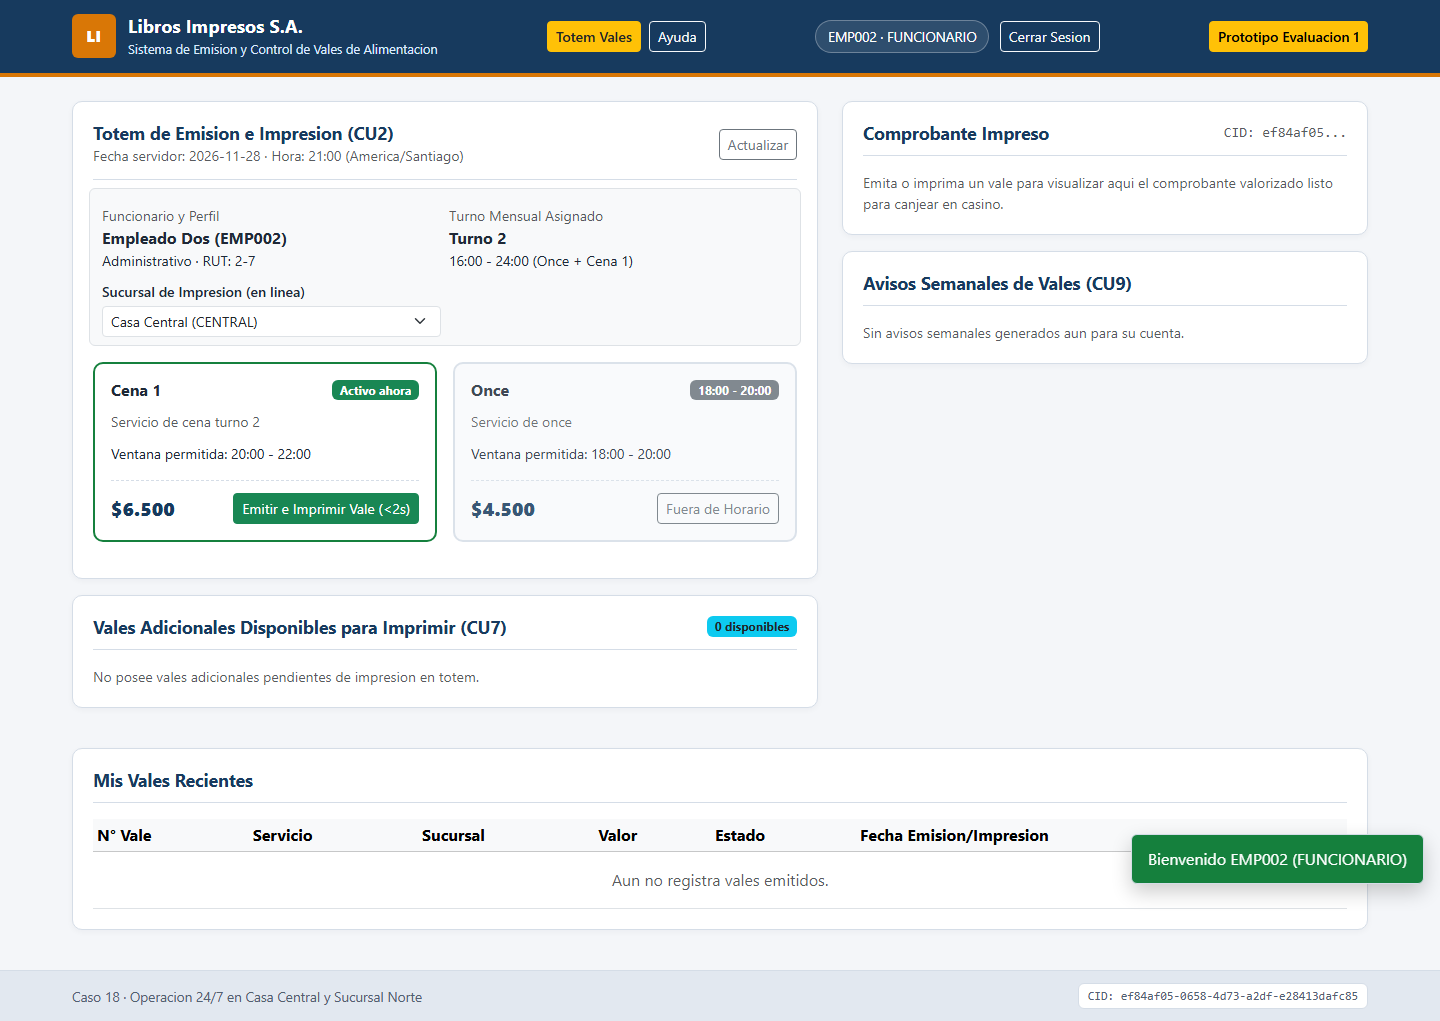 LI
Libros Impresos S.A.
Sistema de Emision y Control de Vales de Alimentacion
Totem Vales
Ayuda
EMP002 · FUNCIONARIO
Cerrar Sesion
Prototipo Evaluacion 1
Totem de Emision e Impresion (CU2)
Fecha servidor: 2026-11-28 · Hora: 21:00 (America/Santiago)
Actualizar
Funcionario y Perfil
Empleado Dos (EMP002)
Administrativo · RUT: 2-7
Turno Mensual Asignado
Turno 2
16:00 - 24:00 (Once + Cena 1)
Sucursal de Impresion (en linea)
Casa Central (CENTRAL)
Cena 1
Activo ahora
Servicio de cena turno 2
Ventana permitida: 20:00 - 22:00
$6.500
Emitir e Imprimir Vale (<2s)
Once
18:00 - 20:00
Servicio de once
Ventana permitida: 18:00 - 20:00
$4.500
Fuera de Horario
Comprobante Impreso
CID: ef84af05...
Emita o imprima un vale para visualizar aqui el comprobante valorizado listo
para canjear en casino.
Avisos Semanales de Vales (CU9)
Sin avisos semanales generados aun para su cuenta.
Vales Adicionales Disponibles para Imprimir (CU7)
0 disponibles
No posee vales adicionales pendientes de impresion en totem.
Mis Vales Recientes
N° Vale Servicio Sucursal Valor Estado Fecha Emision/Impresion
Aun no registra vales emitidos.
Bienvenido EMP002 (FUNCIONARIO)
Caso 18 · Operacion 24/7 en Casa Central y Sucursal Norte
CID: ef84af05-0658-4d73-a2df-e28413dafc85